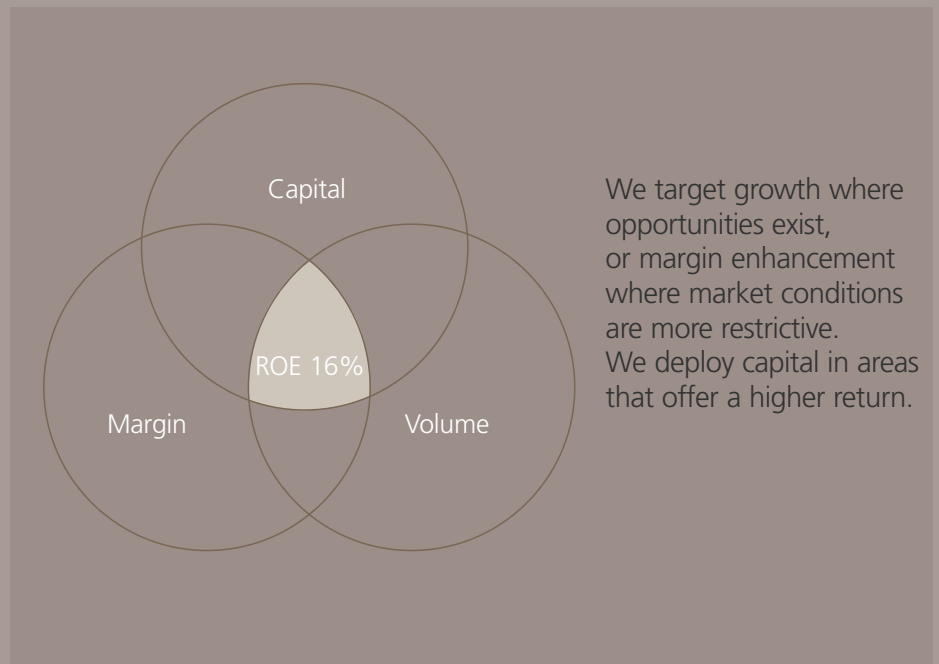 Capital
ROE 16%
Margin
Volume
We target growth where
opportunities exist,
or margin enhancement
where market conditions
are more restrictive.
We deploy capital in areas
that offer a higher return.